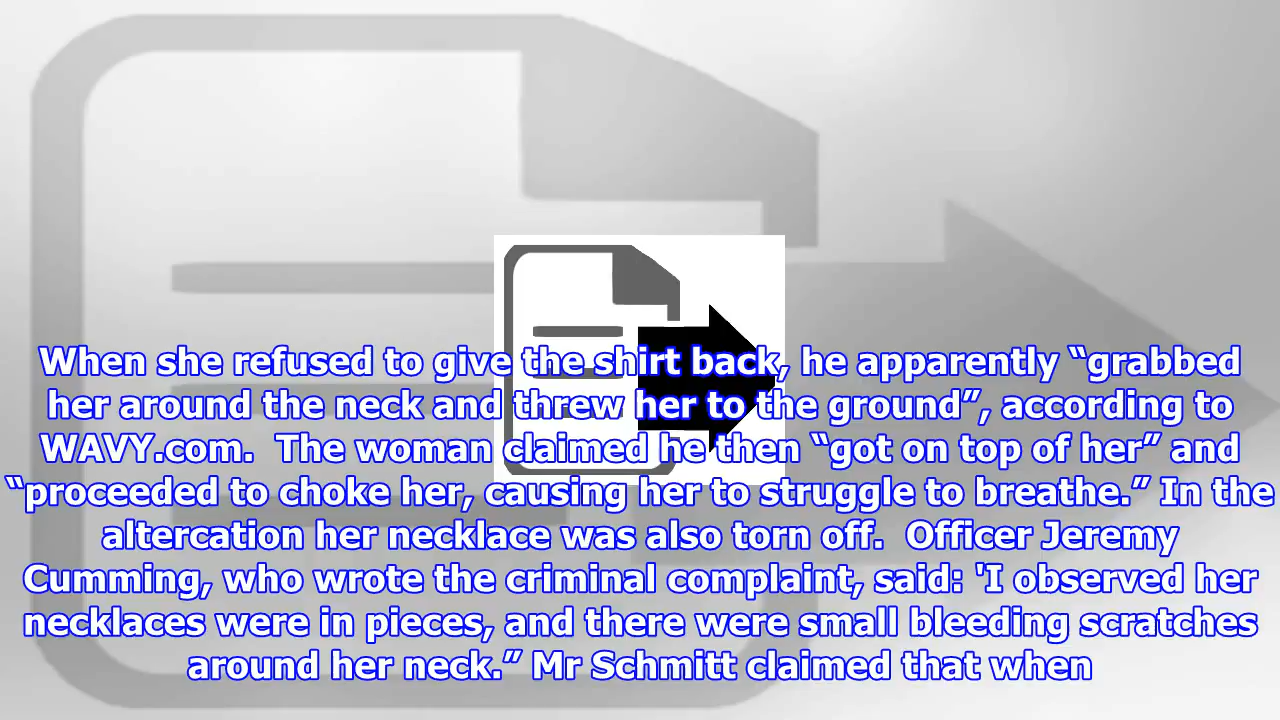 When she refused to give the shirt back, he apparently “grabbed
her around the neck and threw her to the ground”, according to
WAVY.com.  The woman claimed he then “got on top of her” and
“proceeded to choke her, causing her to struggle to breathe.” In the
altercation her necklace was also torn off.  Officer Jeremy
Cumming, who wrote the criminal complaint, said: 'I observed her
necklaces were in pieces, and there were small bleeding scratches
around her neck.” Mr Schmitt claimed that when